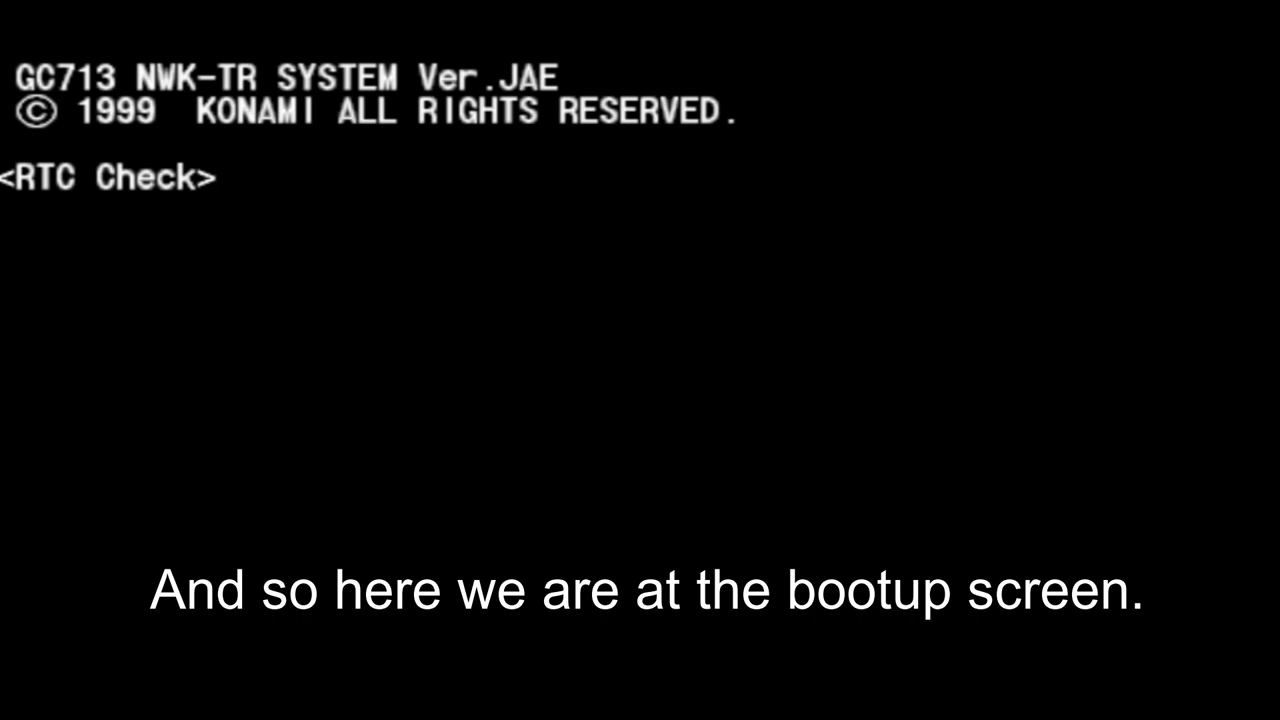 GC713 NWK-TR SYSTEM Ver.JAE
© 1999 KONAMI ALL RIGHTS RESERVED.
<RTC Check>
And so here we are at the bootup screen.